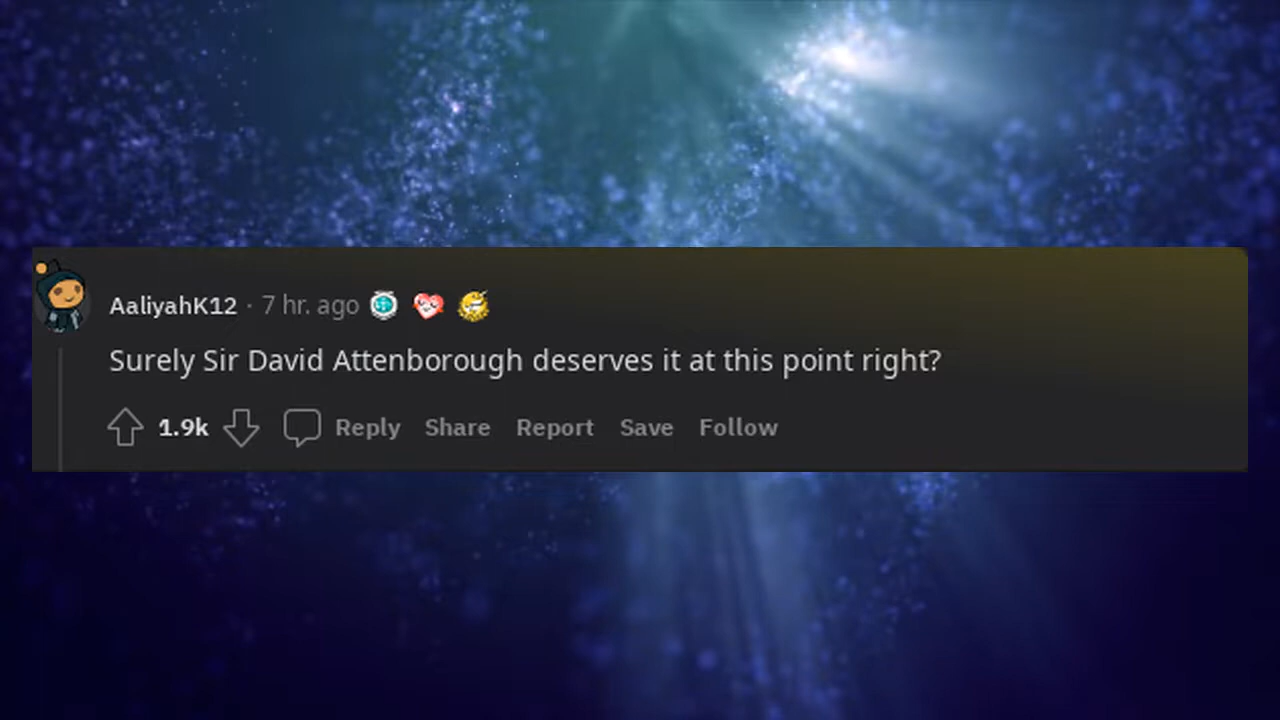 AaliyahK12 · 7 hr. ago
Surely Sir David Attenborough deserves it at this point right?
1.9k Reply Share Report Save Follow